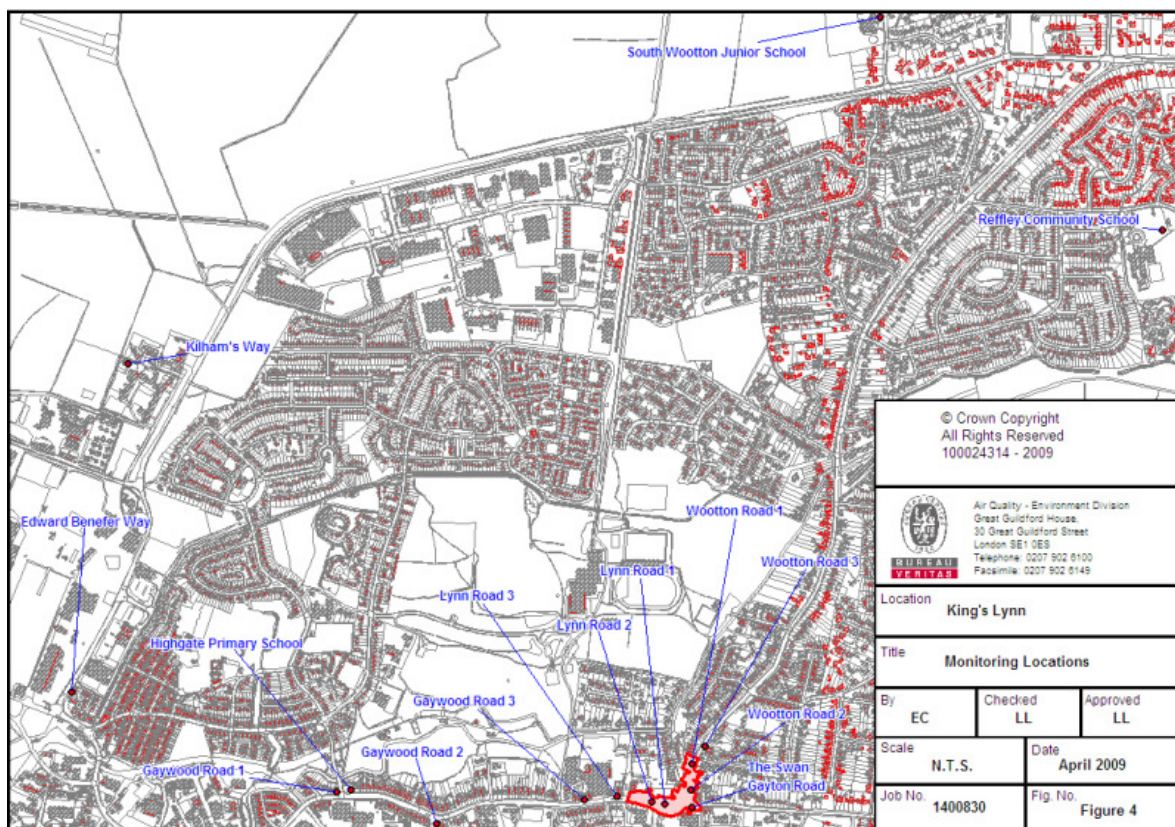 South Wootton Junior School
Reffley Community School
Kilham's Way
Edward Benefer Way
Wootton Road 1
Lynn Road 1
Wootton Road 3
Lynn Road 3
Lynn Road 2
Highgate Primary School
Gaywood Road 3
Wootton Road 2
Gaywood Road 2
Gaywood Road 1
The Swan
Gayton Road
© Crown Copyright
All Rights Reserved
100024314 - 2009
BUREAU
VERITAS
Air Quality - Environment Division
Great Guildford House,
30 Great Guildford Street
London SE1 0ES
Telephone: 0207 902 6100
Facsimile: 0207 902 6149
Location
King's Lynn
Title
Monitoring Locations
By
EC
Checked
LL
Approved
LL
Scale
N.T.S.
Date
April 2009
Job No.
1400830
Fig. No.
Figure 4